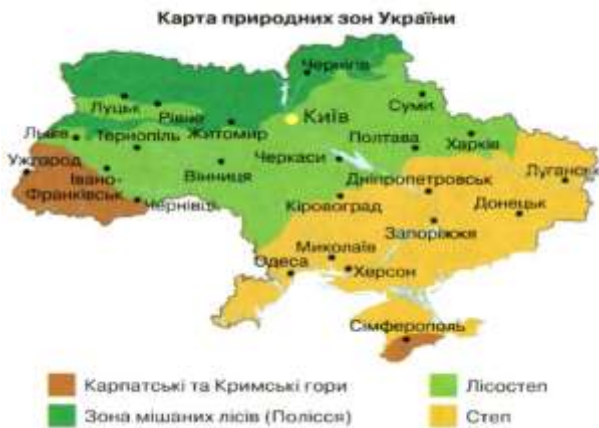 Карта природних зон України
Чернігів
Луцьк
Рівне
Суми
Київ
Львів
Тернопіль
Житомир
Полтава
Харків
Ужгород
Черкаси
Івано-
Франківськ
Вінниця
Дніпропетровськ
Луганськ
Чернівці
Кіровоград
Донецьк
Запоріжжя
Миколаїв
Одеса
Херсон
Сімферополь
Карпатські та Кримські гори
Лісостеп
Зона мішаних лісів (Полісся)
Степ